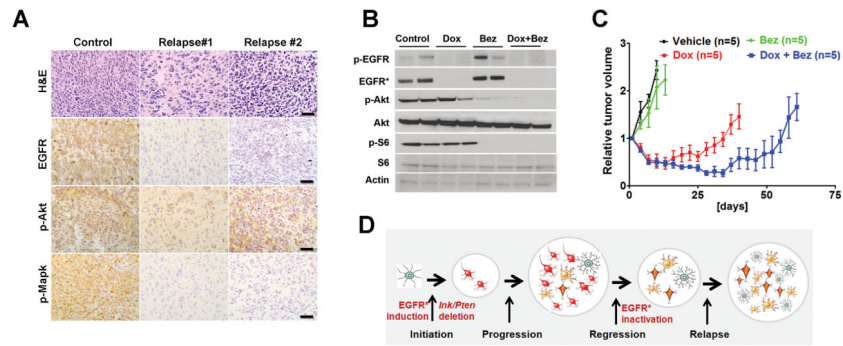 A
Control Relapse#1 Relapse #2
H&E
EGFR
p-Akt
p-Mapk
B
Control Dox Bez Dox+Bez
p-EGFR
EGFR*
p-Akt
Akt
p-S6
S6
Actin
C
Vehicle (n=5) Bez (n=5)
Dox (n=5) Dox + Bez (n=5)
Relative tumor volume
3
2
1
0
0 25 50 75
[days]
D
EGFR* Ink/Pten EGFR*
induction deletion inactivation
Initiation Progression Regression Relapse